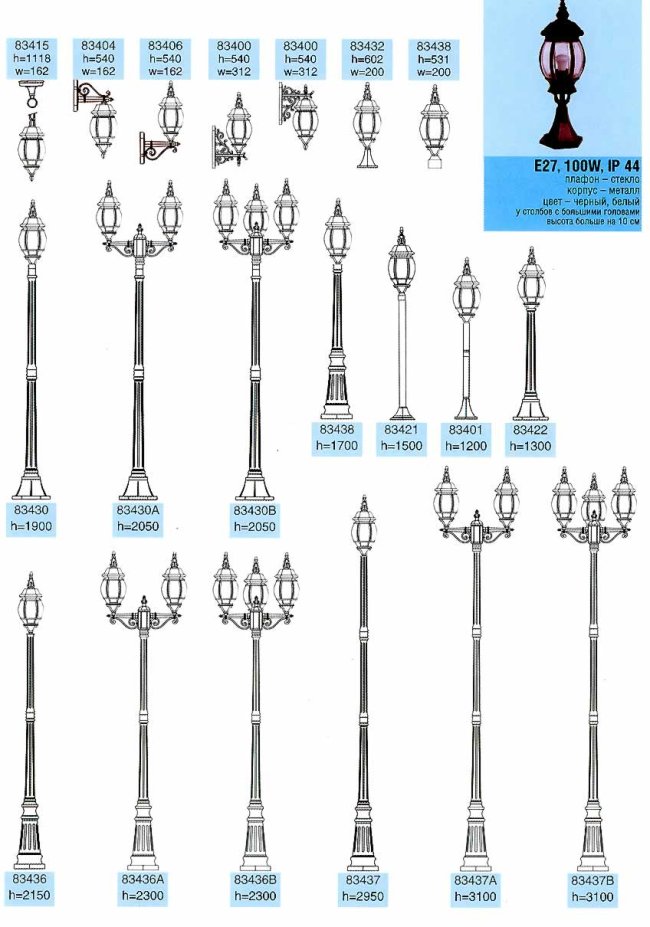 83415
h=1118
w=162
83404
h=540
w=162
83406
h=540
w=162
83400
h=540
w=312
83400
h=540
w=312
83432
h=602
w=200
83438
h=531
w=200
E27, 100W, IP 44
плафон – стекло
корпус – металл
цвет – черный, белый
у столбов с большими головами
высота больше на 10 см
83438
h=1700
83421
h=1500
83401
h=1200
83422
h=1300
83430
h=1900
83430A
h=2050
83430B
h=2050
83436
h=2150
83436A
h=2300
83436B
h=2300
83437
h=2950
83437A
h=3100
83437B
h=3100